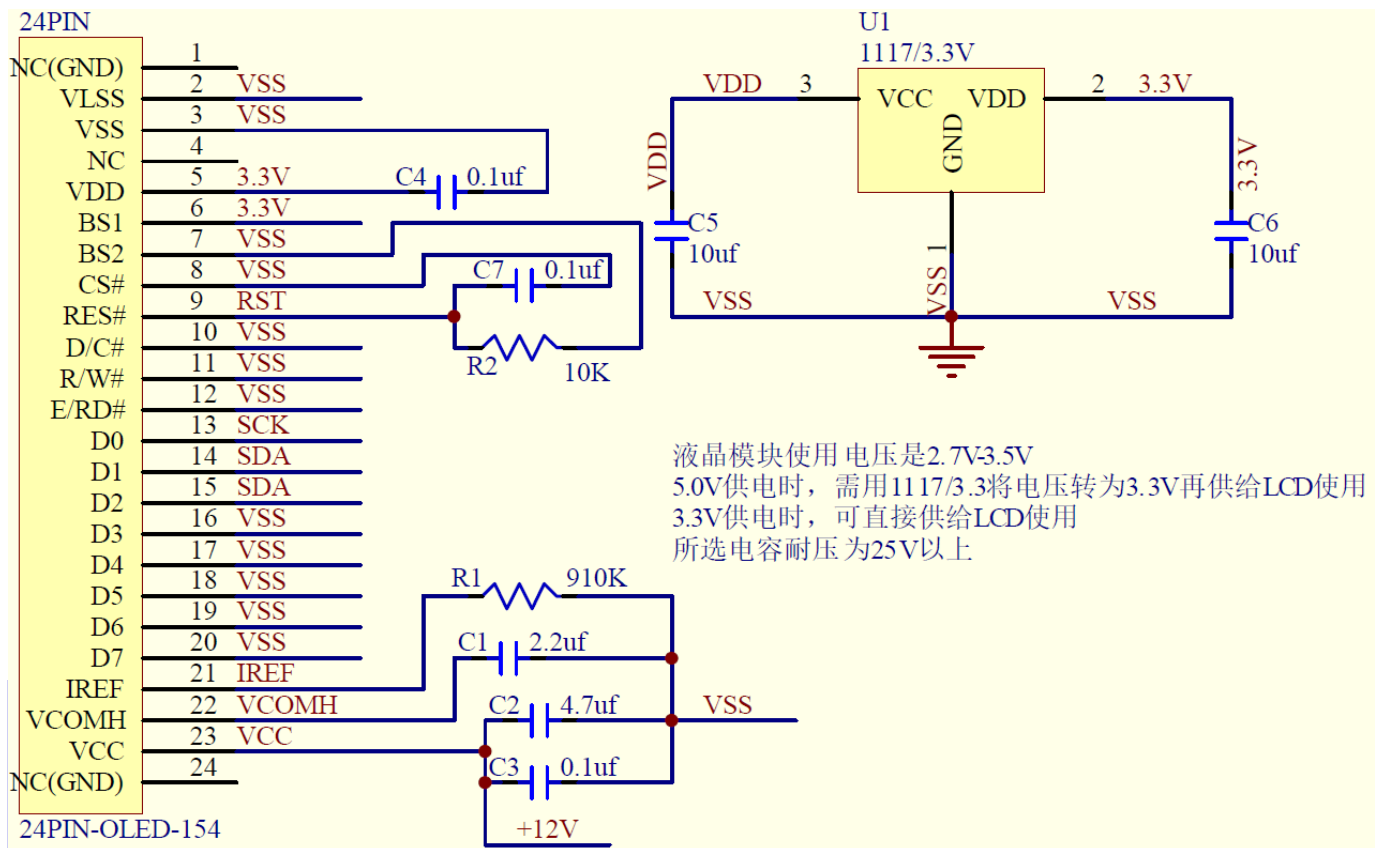 24PIN
NC(GND) 1
VLSS 2 VSS
VSS 3 VSS
NC 4
VDD 5 3.3V
C4 0.1uf
BS1 6 3.3V
BS2 7 VSS
CS# 8 VSS
C7 0.1uf
RES# 9 RST
D/C# 10 VSS
R2 10K
R/W# 11 VSS
E/RD# 12 VSS
D0 13 SCK
D1 14 SDA
D2 15 SDA
D3 16 VSS
D4 17 VSS
D5 18 VSS
R1 910K
D6 19 VSS
D7 20 VSS
C1 2.2uf
IREF 21 IREF
VCOMH 22 VCOMH
C2 4.7uf
VSS
VCC 23 VCC
NC(GND) 24
C3 0.1uf
24PIN-OLED-154
+12V
U1
1117/3.3V
VDD 3 VCC VDD 2 3.3V
GND
VDD
3.3V
C5
10uf
C6
10uf
1
VSS
VSS
VSS
液晶模块使用电压是2.7V-3.5V
5.0V供电时，需用1117/3.3将电压转为3.3V再供给LCD使用
3.3V供电时，可直接供给LCD使用
所选电容耐压为25V以上